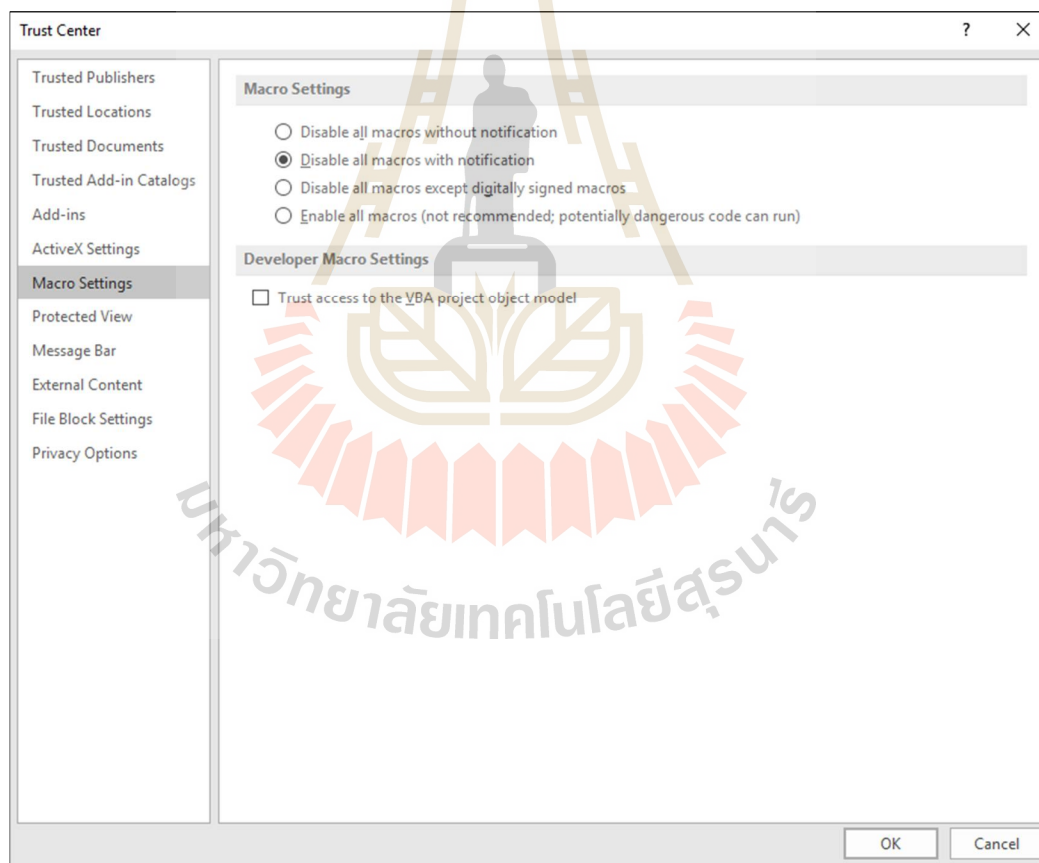 Trust Center
?
Trusted Publishers
Trusted Locations
Trusted Documents
Trusted Add-in Catalogs
Add-ins
ActiveX Settings
Macro Settings
Protected View
Message Bar
External Content
File Block Settings
Privacy Options
Macro Settings
Disable all macros without notification
Disable all macros with notification
Disable all macros except digitally signed macros
Enable all macros (not recommended; potentially dangerous code can run)
Developer Macro Settings
Trust access to the VBA project object model
มหาวิทยาลัยเทคโนโลยีสุรนารี
OK
Cancel